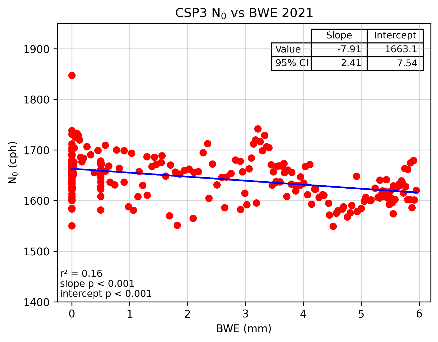 CSP3 N₀ vs BWE 2021
Slope Intercept
Value -7.91 1663.1
95% CI 2.41 7.54
1900
1800
1700
1600
1500
1400
N₀ (cph)
r² = 0.16
slope p < 0.001
intercept p < 0.001
0 1 2 3 4 5 6
BWE (mm)